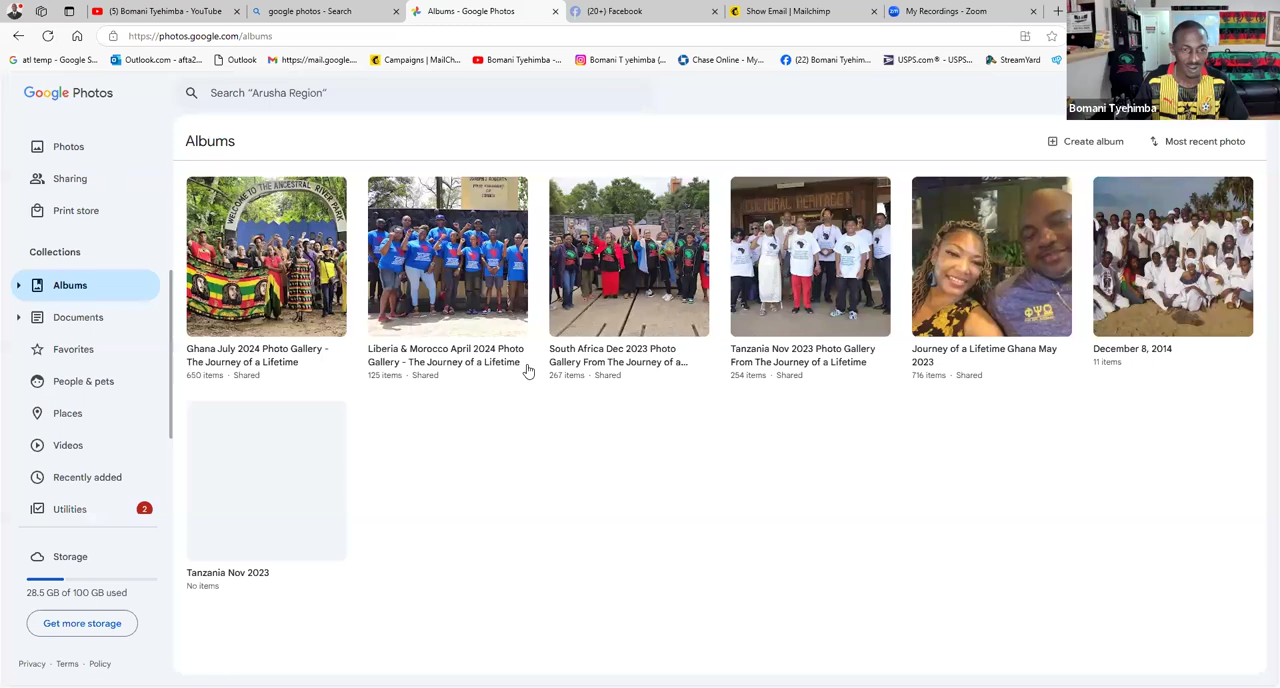 (5) Bomani Tyehimba - YouTube
google photos - Search
Albums - Google Photos
(20+) Facebook
Show Email | Mailchimp
My Recordings - Zoom
https://photos.google.com/albums
atl temp - Google S...
Outlook.com - afta2...
Outlook
https://mail.google....
Campaigns | MailCh...
Bomani Tyehimba -...
Bomani T yehimba (...
Chase Online - My...
(22) Bomani Tyehim...
USPS.com® - USPS...
StreamYard
Bomani Tyehimba
Google Photos
Search “Arusha Region”
Photos
Sharing
Print store
Collections
Albums
Documents
Favorites
People & pets
Places
Videos
Recently added
Utilities
2
Storage
28.5 GB of 100 GB used
Get more storage
Privacy · Terms · Policy
Albums
Create album
Most recent photo
WELCOME TO THE ANCESTRAL RIVER PARK
CULTURAL HERITAGE
ΦΨΩ
Ghana July 2024 Photo Gallery -
The Journey of a Lifetime
650 items · Shared
Liberia & Morocco April 2024 Photo
Gallery - The Journey of a Lifetime
125 items · Shared
South Africa Dec 2023 Photo
Gallery From The Journey of a...
267 items · Shared
Tanzania Nov 2023 Photo Gallery
From The Journey of a Lifetime
254 items · Shared
Journey of a Lifetime Ghana May
2023
716 items · Shared
December 8, 2014
11 items
Tanzania Nov 2023
No items